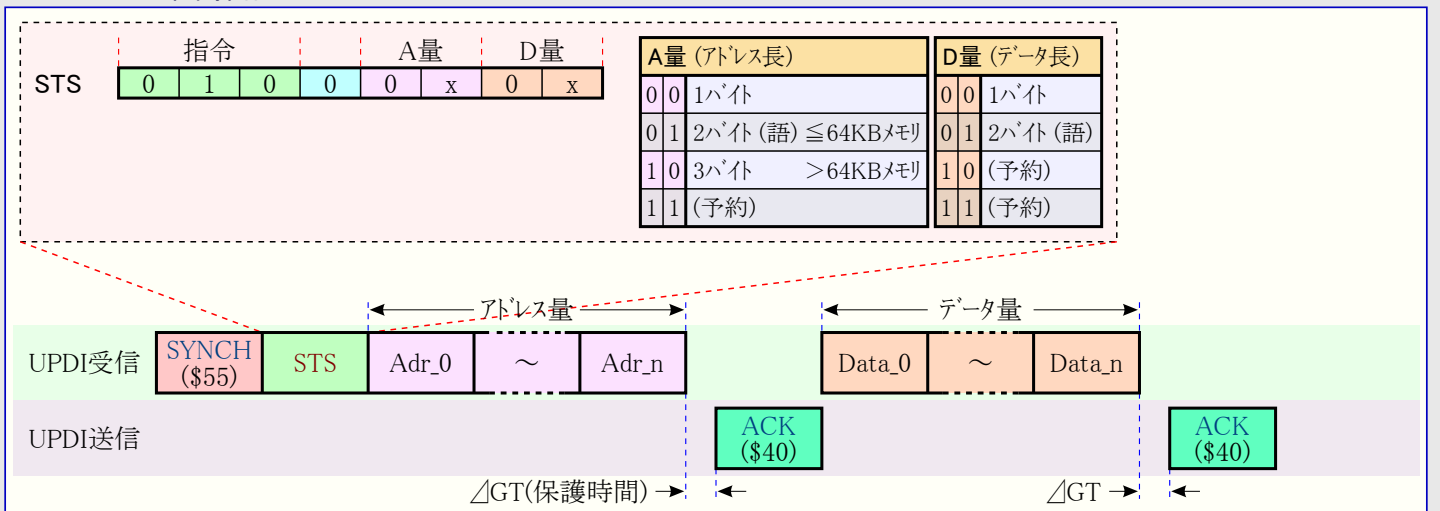 指令 A量 D量
STS 0 1 0 0 0 x 0 x
A量 (アドレス長)
0 0 1バイト
0 1 2バイト (語) ≦64KBメモリ
1 0 3バイト >64KBメモリ
1 1 (予約)
D量 (データ長)
0 0 1バイト
0 1 2バイト (語)
1 0 (予約)
1 1 (予約)
アドレス量 データ量
UPDI受信 SYNCH ($55) STS Adr_0 ~ Adr_n Data_0 ~ Data_n
UPDI送信 ACK ($40) ACK ($40)
⊿GT(保護時間) ⊿GT